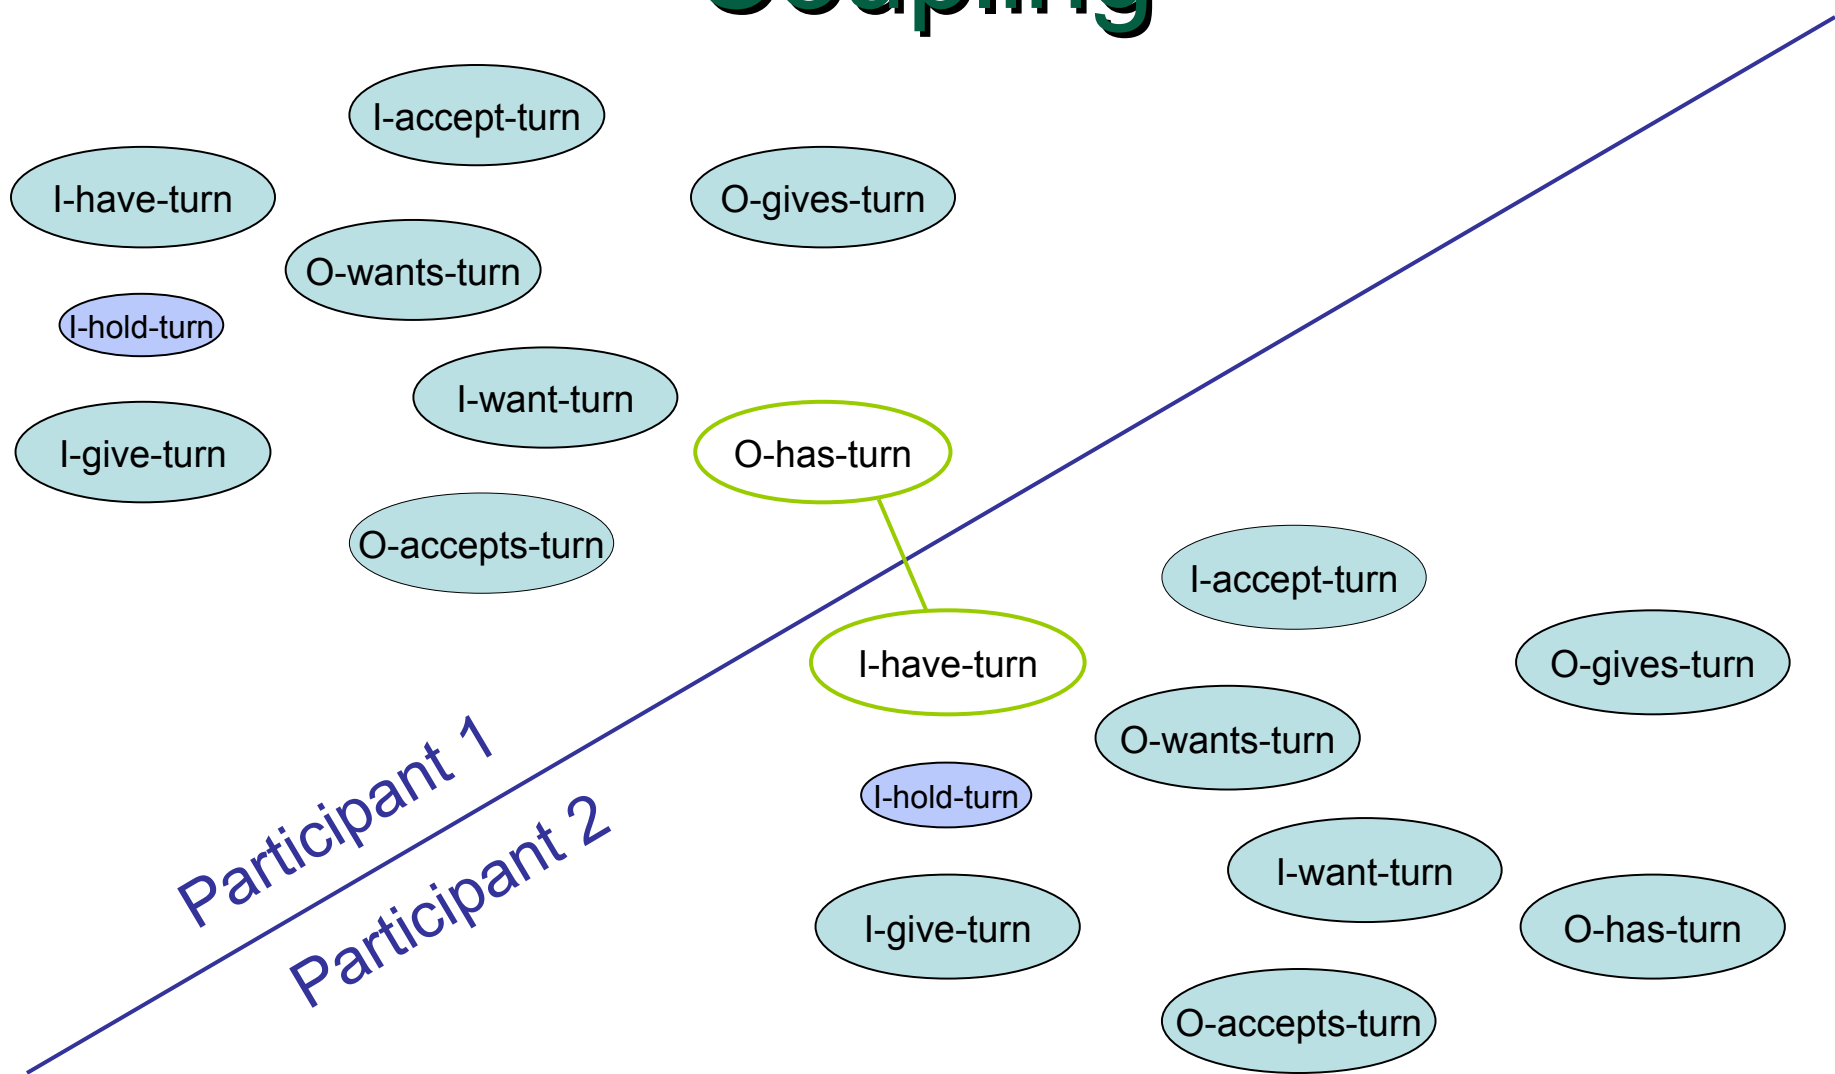 Coupling
I-accept-turn
I-have-turn
O-gives-turn
O-wants-turn
I-hold-turn
I-want-turn
I-give-turn
O-has-turn
O-accepts-turn
Participant 1
Participant 2
I-accept-turn
I-have-turn
O-gives-turn
O-wants-turn
I-hold-turn
I-want-turn
I-give-turn
O-has-turn
O-accepts-turn